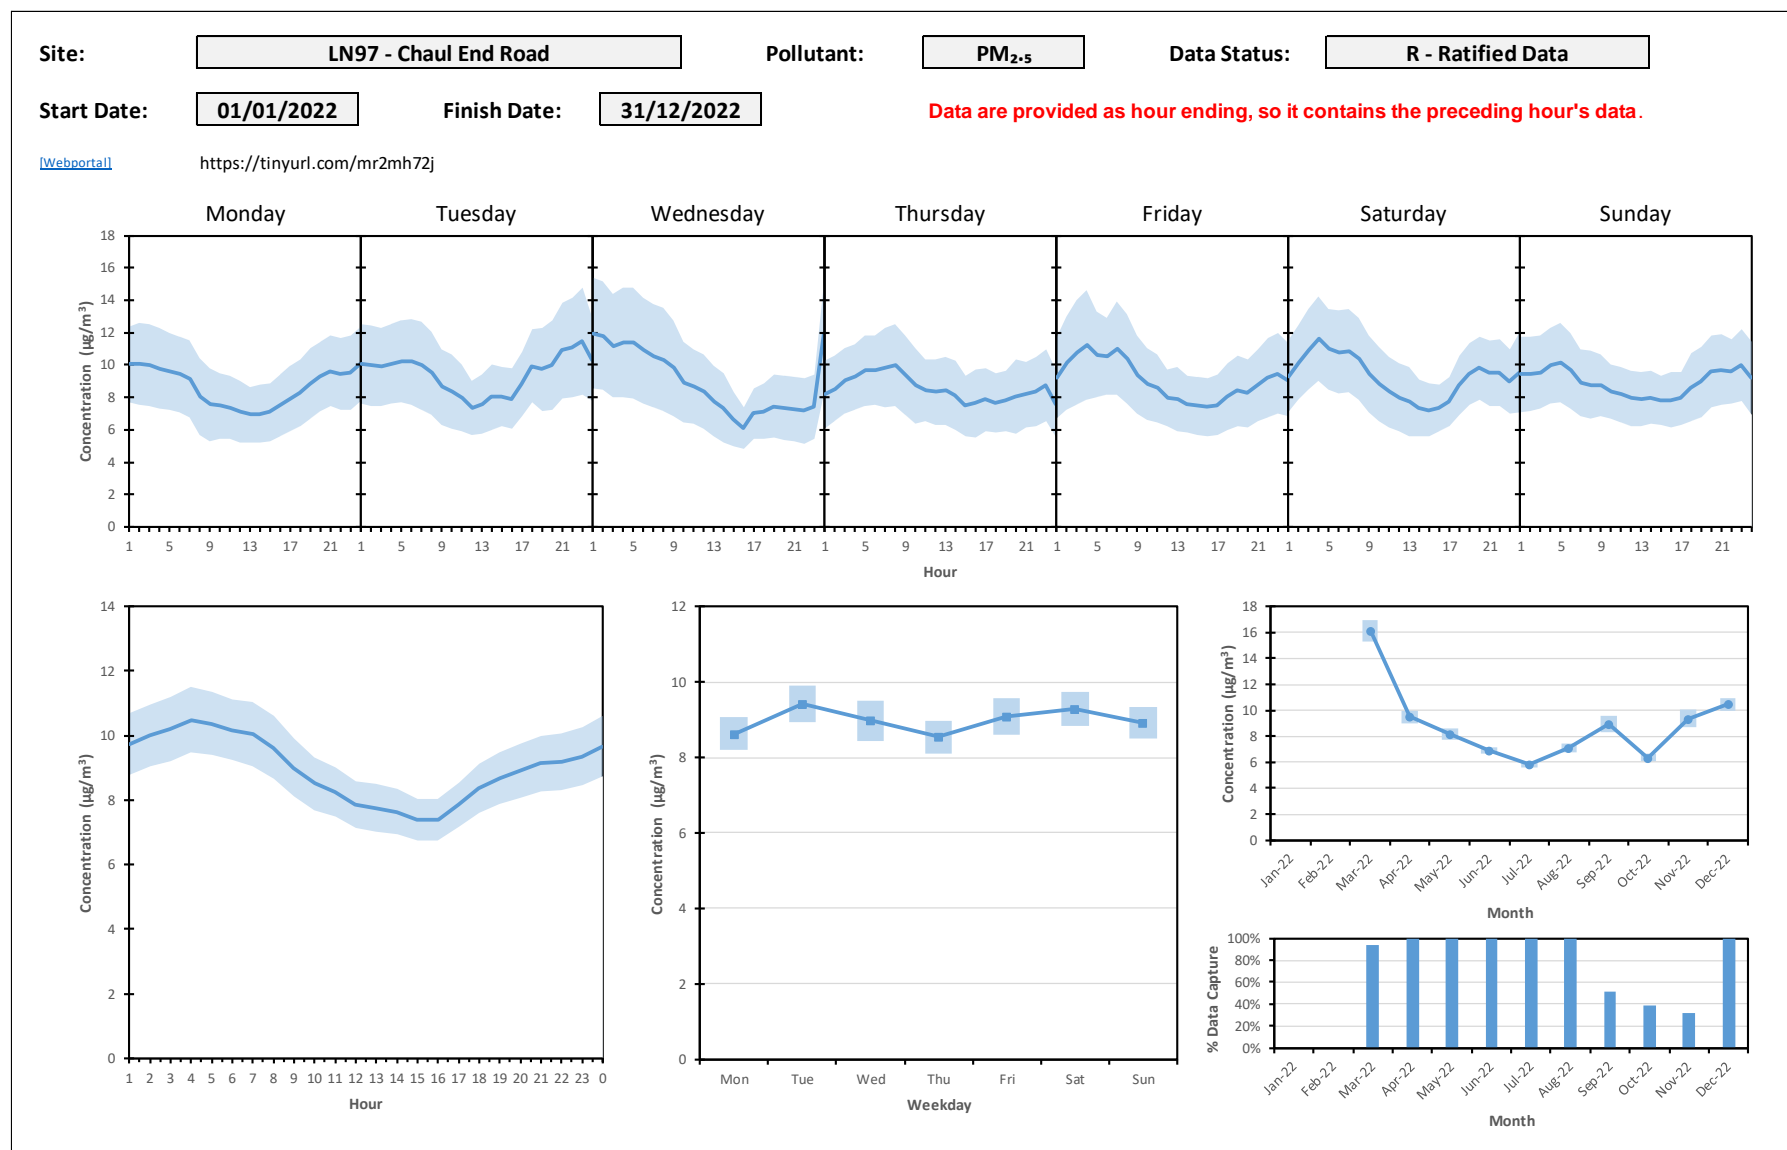 Site: LN97 - Chaul End Road Pollutant: PM₂.₅ Data Status: R - Ratified Data
Start Date: 01/01/2022 Finish Date: 31/12/2022 Data are provided as hour ending, so it contains the preceding hour's data.
[Webportal] https://tinyurl.com/mr2mh72j
Monday Tuesday Wednesday Thursday Friday Saturday Sunday
Concentration (µg/m³)
18
16
14
12
10
8
6
4
2
0
1 5 9 13 17 21 1 5 9 13 17 21 1 5 9 13 17 21 1 5 9 13 17 21 1 5 9 13 17 21 1 5 9 13 17 21 1 5 9 13 17 21
Hour
Concentration (µg/m³)
14
12
10
8
6
4
2
0
1 2 3 4 5 6 7 8 9 10 11 12 13 14 15 16 17 18 19 20 21 22 23 0
Hour
Concentration (µg/m³)
12
10
8
6
4
2
0
Mon Tue Wed Thu Fri Sat Sun
Weekday
Concentration (µg/m³)
18
16
14
12
10
8
6
4
2
0
Jan-22 Feb-22 Mar-22 Apr-22 May-22 Jun-22 Jul-22 Aug-22 Sep-22 Oct-22 Nov-22 Dec-22
Month
% Data Capture
100%
80%
60%
40%
20%
0%
Jan-22 Feb-22 Mar-22 Apr-22 May-22 Jun-22 Jul-22 Aug-22 Sep-22 Oct-22 Nov-22 Dec-22
Month